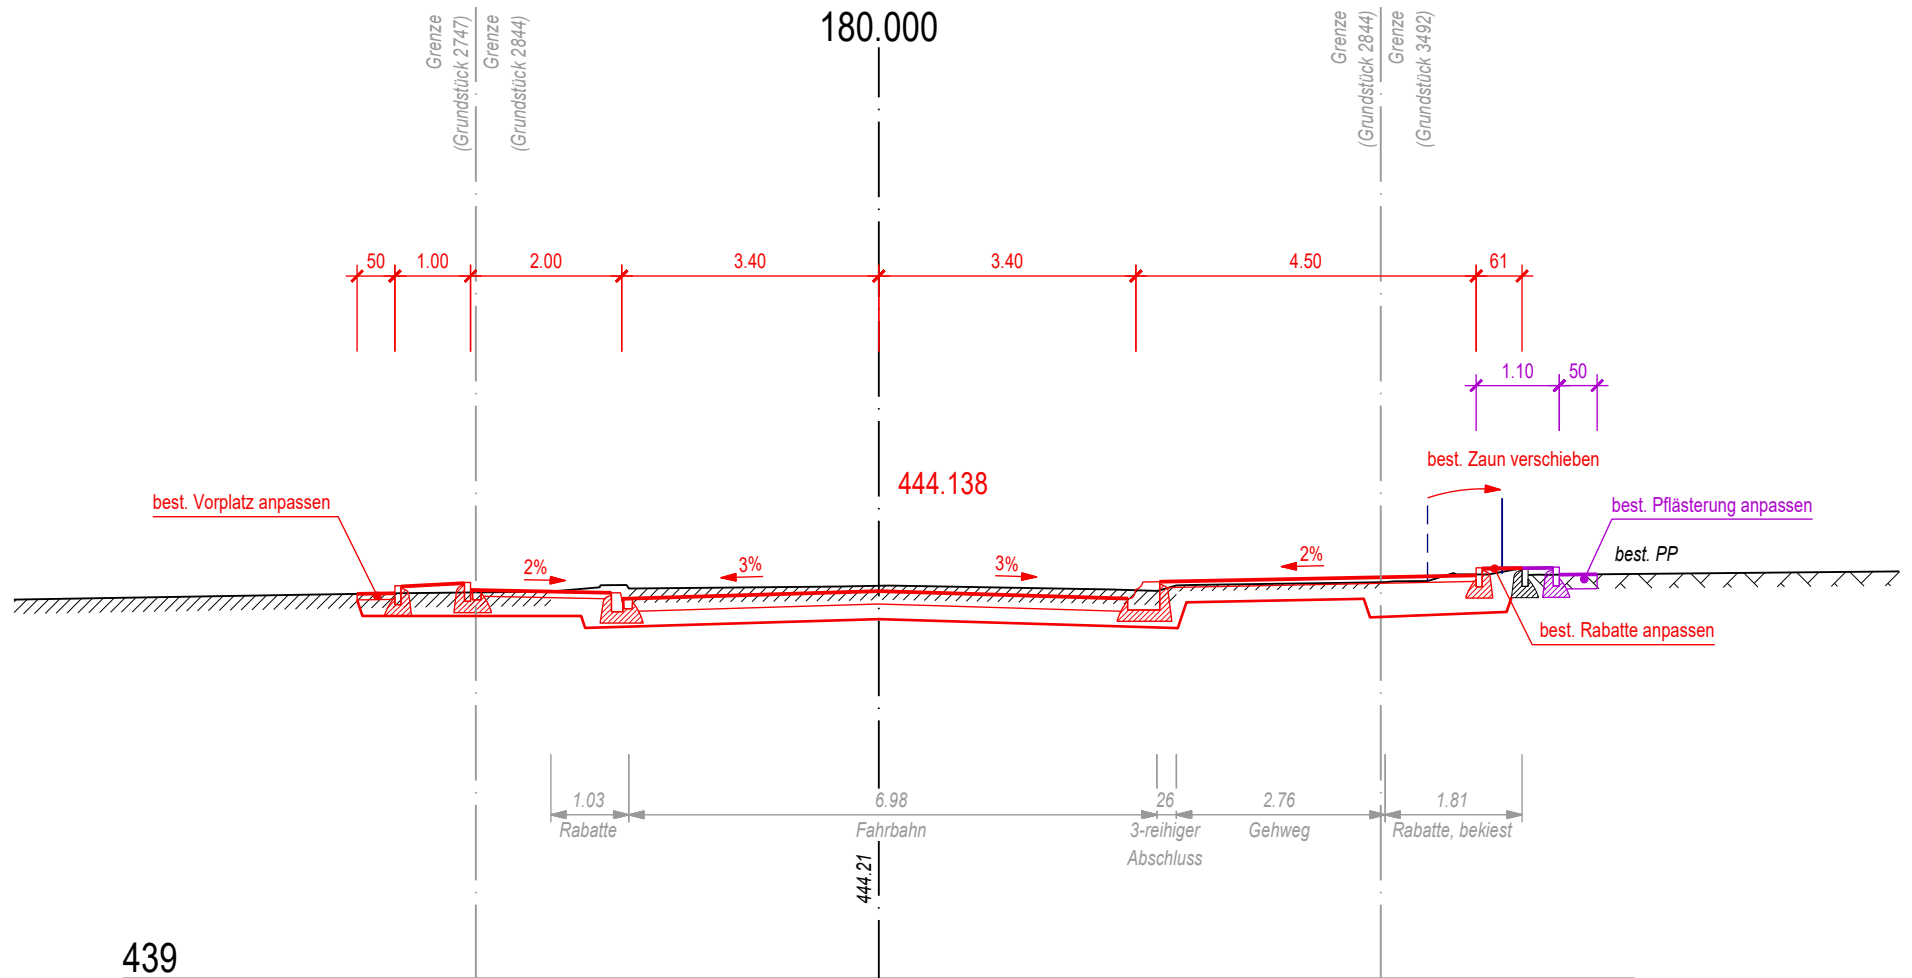 180.000
Grenze
(Grundstück 2747)
Grenze
(Grundstück 2844)
Grenze
(Grundstück 2844)
Grenze
(Grundstück 3492)
50
1.00
2.00
3.40
3.40
4.50
61
1.10
50
best. Zaun verschieben
444.138
best. Vorplatz anpassen
best. Pflästerung anpassen
best. PP
2%
3%
3%
2%
best. Rabatte anpassen
1.03
6.98
26
2.76
1.81
Rabatte
Fahrbahn
3-reihiger
Abschluss
Gehweg
Rabatte, bekiest
444.21
439